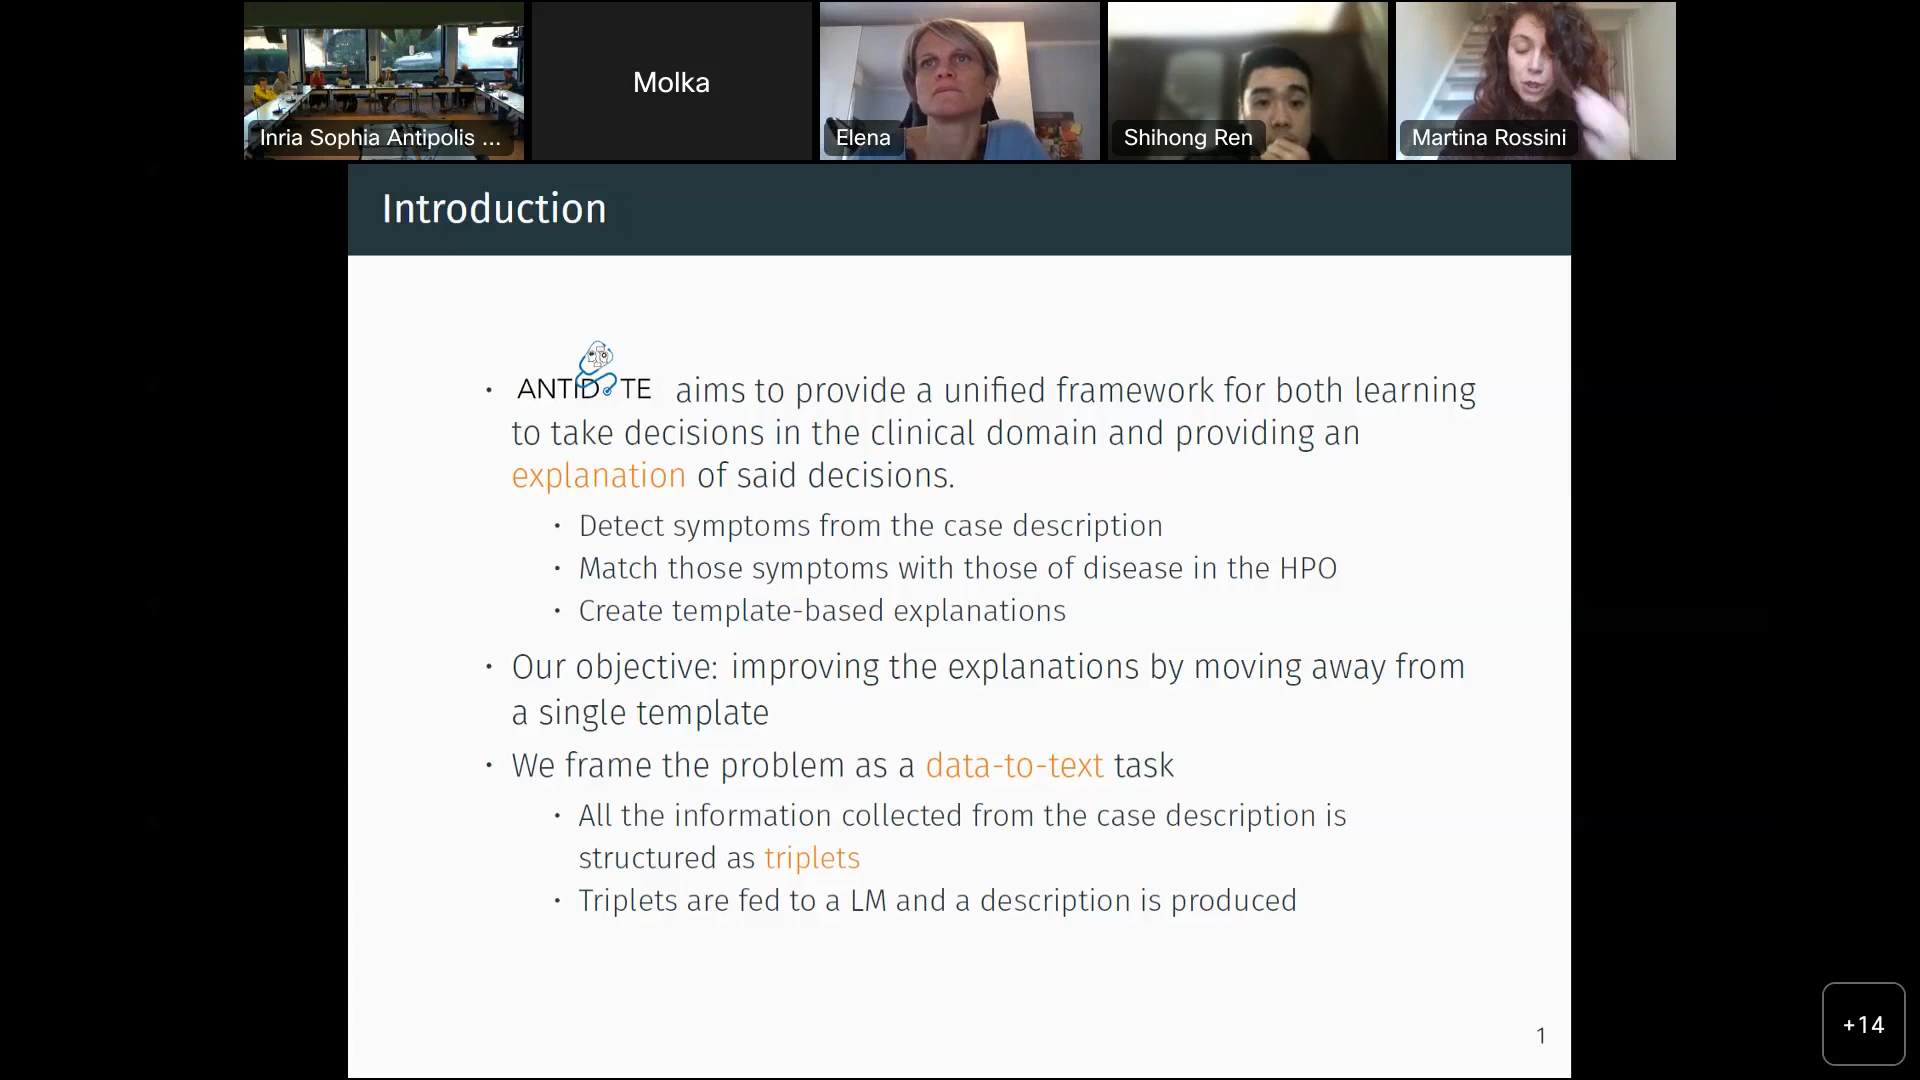 Inria Sophia Antipolis ...
Molka
Elena
Shihong Ren
Martina Rossini
Introduction
• ANTIDOTE aims to provide a unified framework for both learning
to take decisions in the clinical domain and providing an
explanation of said decisions.
• Detect symptoms from the case description
• Match those symptoms with those of disease in the HPO
• Create template-based explanations
• Our objective: improving the explanations by moving away from
a single template
• We frame the problem as a data-to-text task
• All the information collected from the case description is
structured as triplets
• Triplets are fed to a LM and a description is produced
1
+14